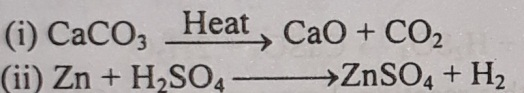 (i) CaCO₃ Heat → CaO + CO₂
(ii) Zn + H₂SO₄ → ZnSO₄ + H₂